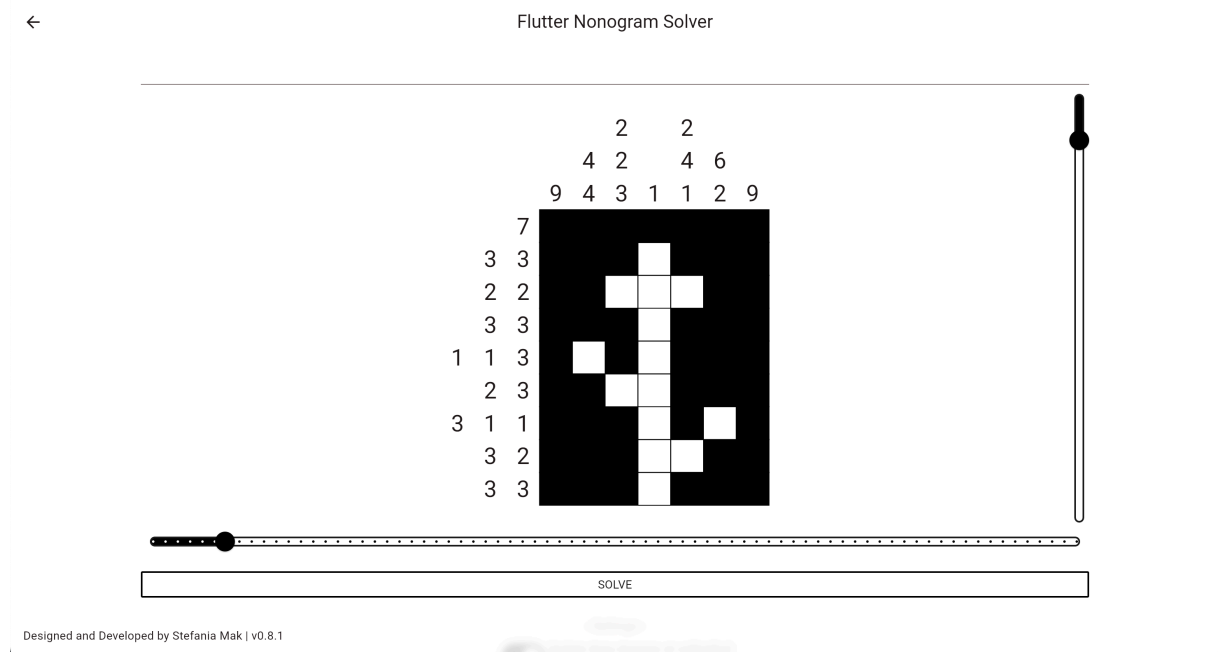 Flutter Nonogram Solver
2 2
4 2 4 6
9 4 3 1 1 2 9
7
3 3
2 2
3 3
1 1 3
2 3
3 1 1
3 2
3 3
SOLVE
Designed and Developed by Stefania Mak | v0.8.1